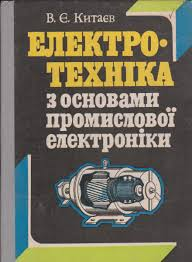 В. Є. Китаєв
ЕЛЕКТРО-
ТЕХНІКА
з основами
промислової
електроніки